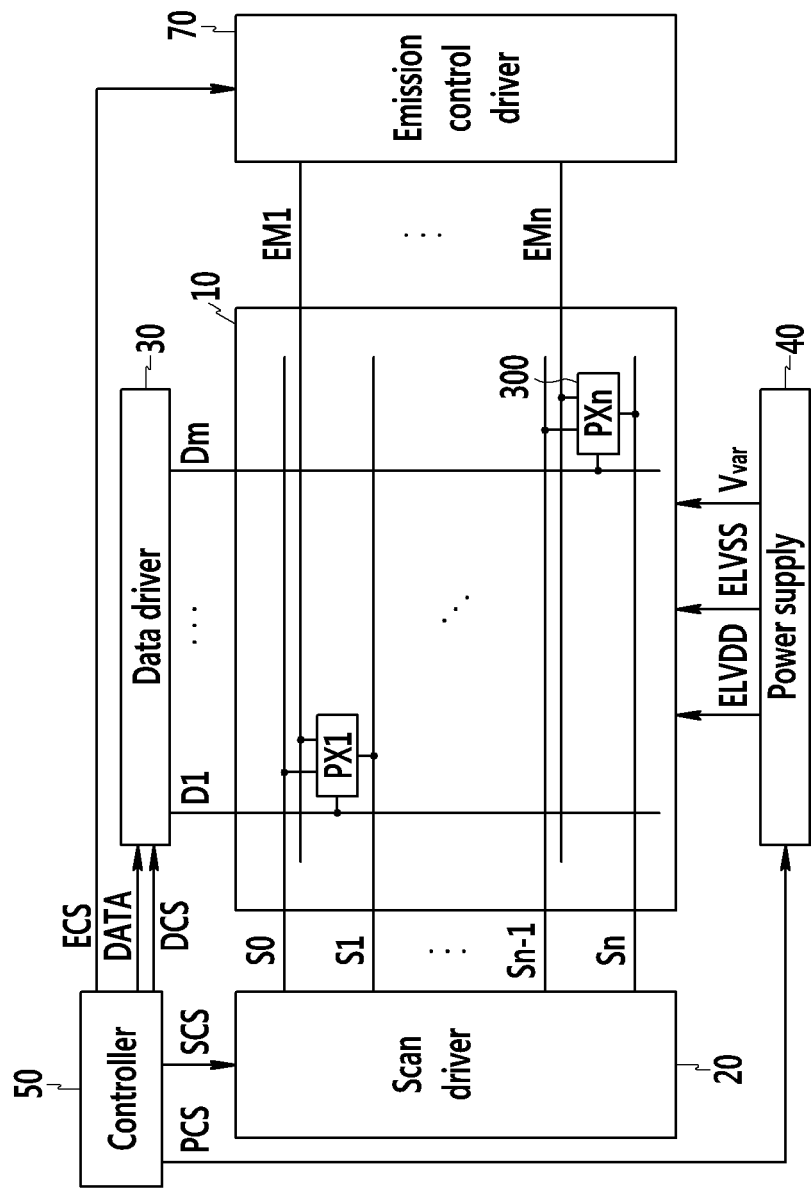 50
Controller
ECS
DATA
DCS
SCS
PCS
30
Data driver
D1
. . .
Dm
70
Emission
control
driver
EM1
. . .
EMn
10
S0
S1
. . .
Sn-1
Sn
PX1
. . .
300
PXn
Scan
driver
20
ELVDD
ELVSS
Vvar
Power supply
40